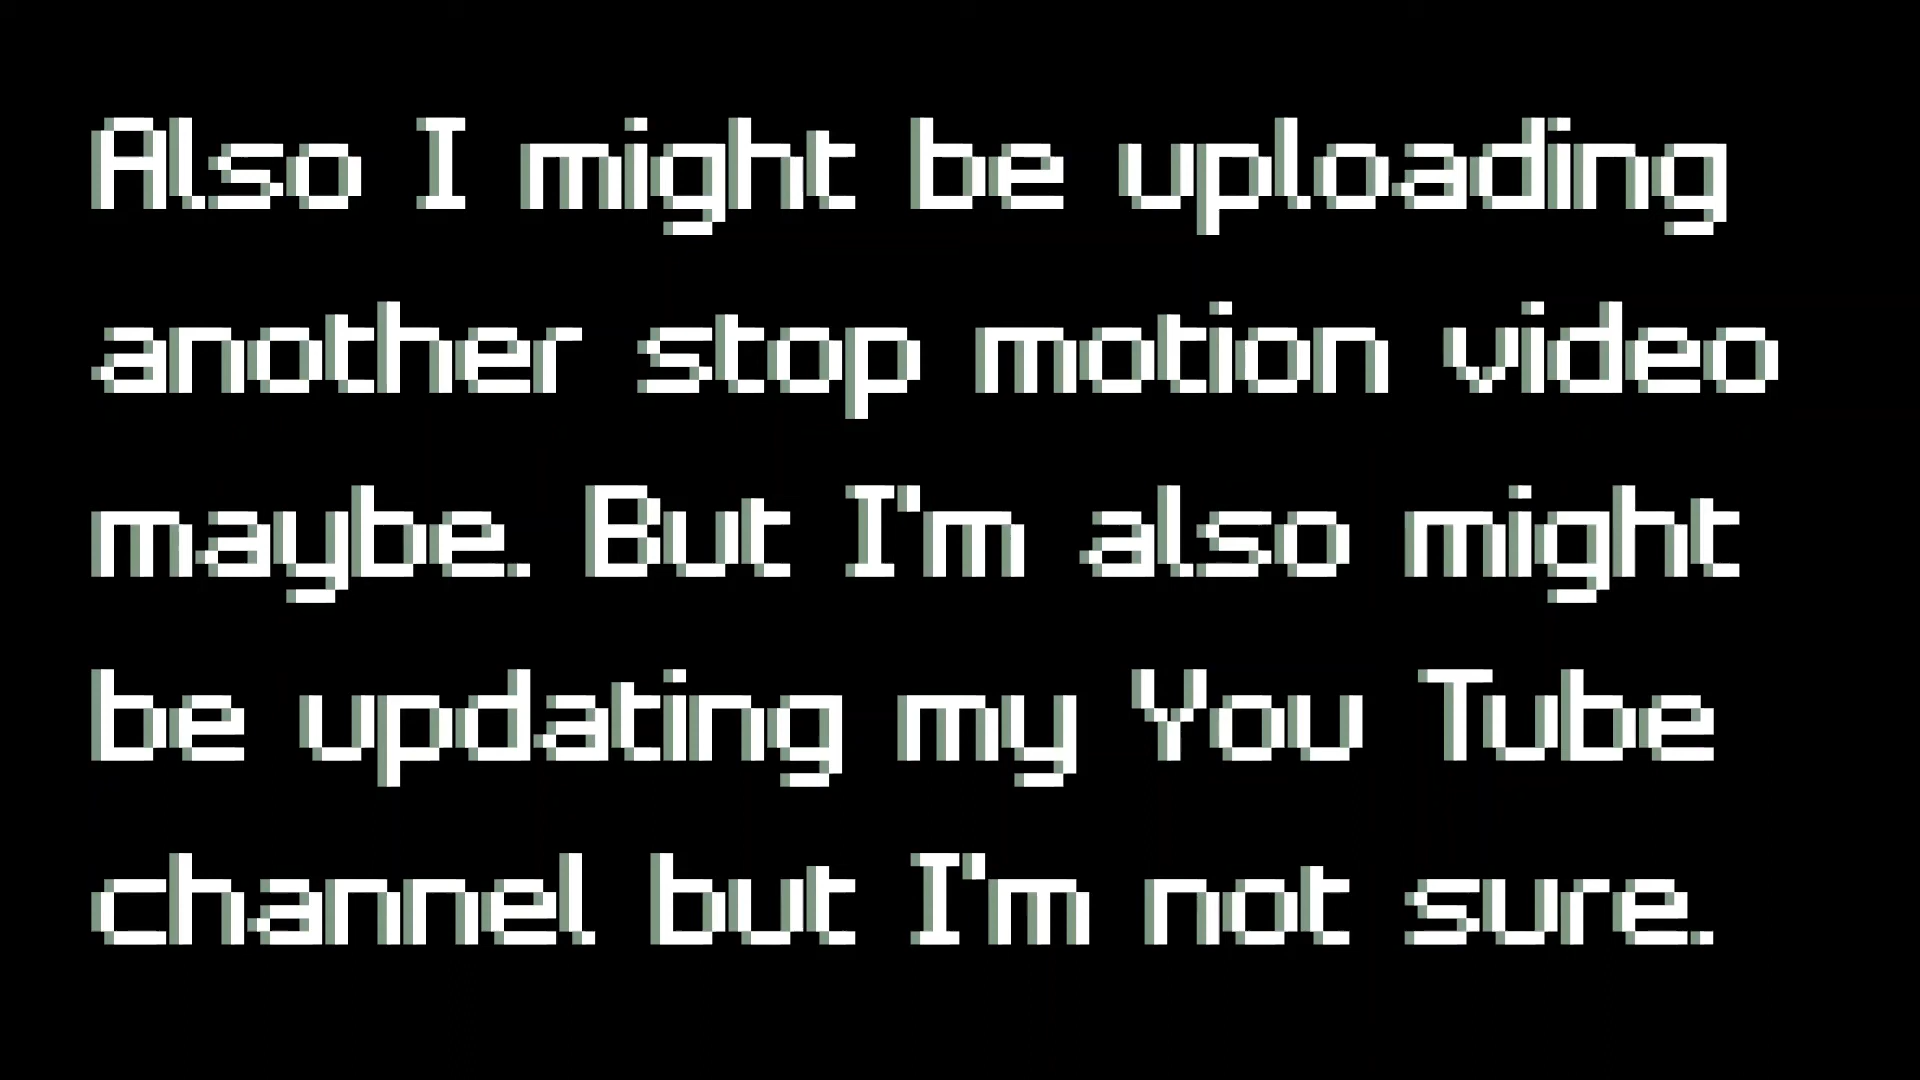 Also I might be uploading
another stop motion video
maybe. But I'm also might
be updating my You Tube
channel but I'm not sure.